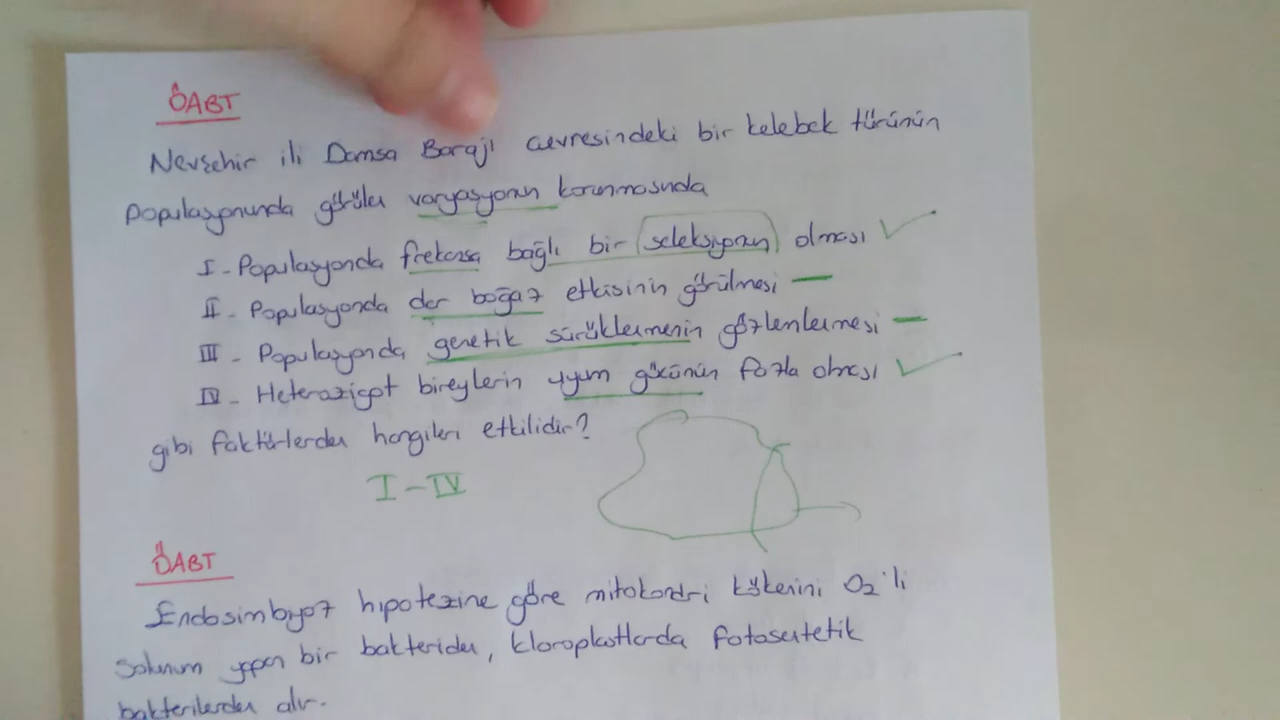 ÖABT
Nevşehir ili Damsa Barajı çevresindeki bir kelebek türünün
populasyonunda görülen varyasyonun korunmasında
I - Populasyonda frekansa bağlı bir seleksiyonun olması
II - Populasyonda dar boğaz etkisinin görülmesi
III - Populasyonda genetik sürüklenmenin gözlenlenmesi
IV - Heterozigot bireylerin uyum gücünün fazla olması
gibi faktörlerden hangileri etkilidir?
I - IV
ÖABT
Endosimbiyoz hipotezine göre mitokondri kökenini O2'li
solunum yapan bir bakteriden, kloroplastlarda fotosentetik
bakterilerden alır.